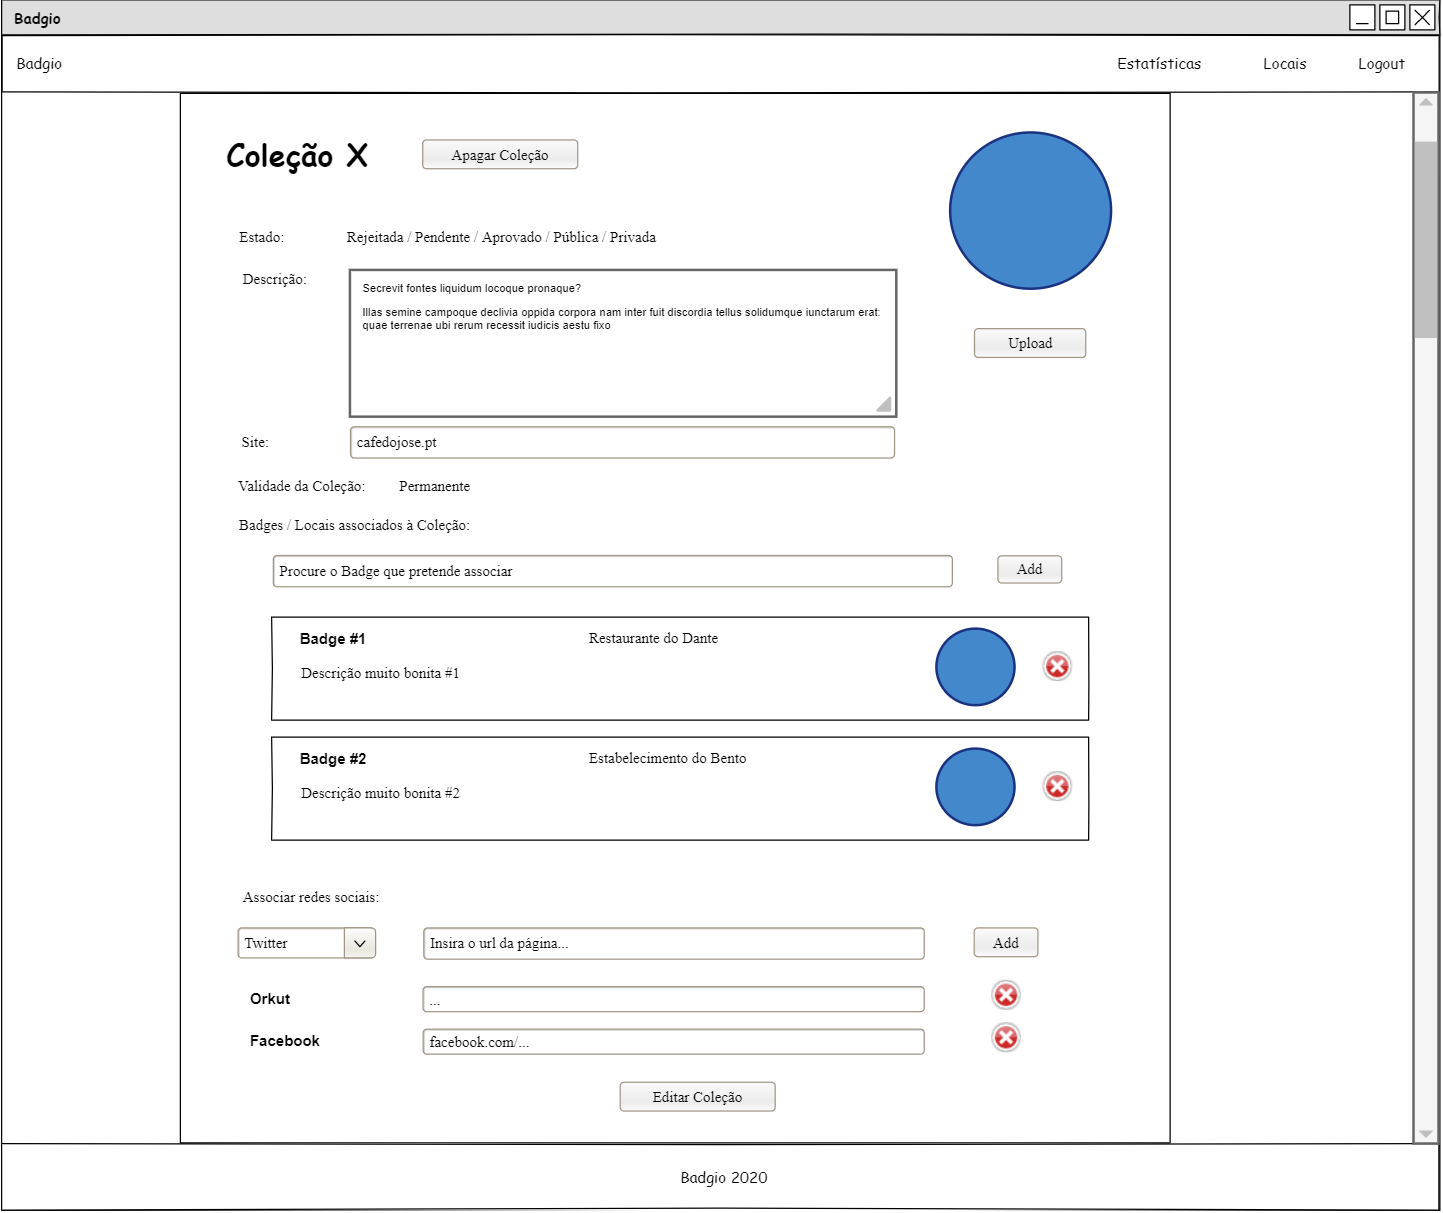 Badgio
Badgio
Estatísticas
Locais
Logout
Coleção X
Apagar Coleção
Estado:
Rejeitada / Pendente / Aprovado / Pública / Privada
Descrição:
Secrevit fontes liquidum locoque pronaque?
Illas semine campoque declivia oppida corpora nam inter fuit discordia tellus solidumque iunctarum erat:
quae terrenae ubi rerum recessit iudicis aestu fixo
Upload
Site:
cafedojose.pt
Validade da Coleção:
Permanente
Badges / Locais associados à Coleção:
Procure o Badge que pretende associar
Add
Badge #1
Restaurante do Dante
Descrição muito bonita #1
Badge #2
Estabelecimento do Bento
Descrição muito bonita #2
Associar redes sociais:
Twitter
Insira o url da página...
Add
Orkut
...
Facebook
facebook.com/...
Editar Coleção
Badgio 2020